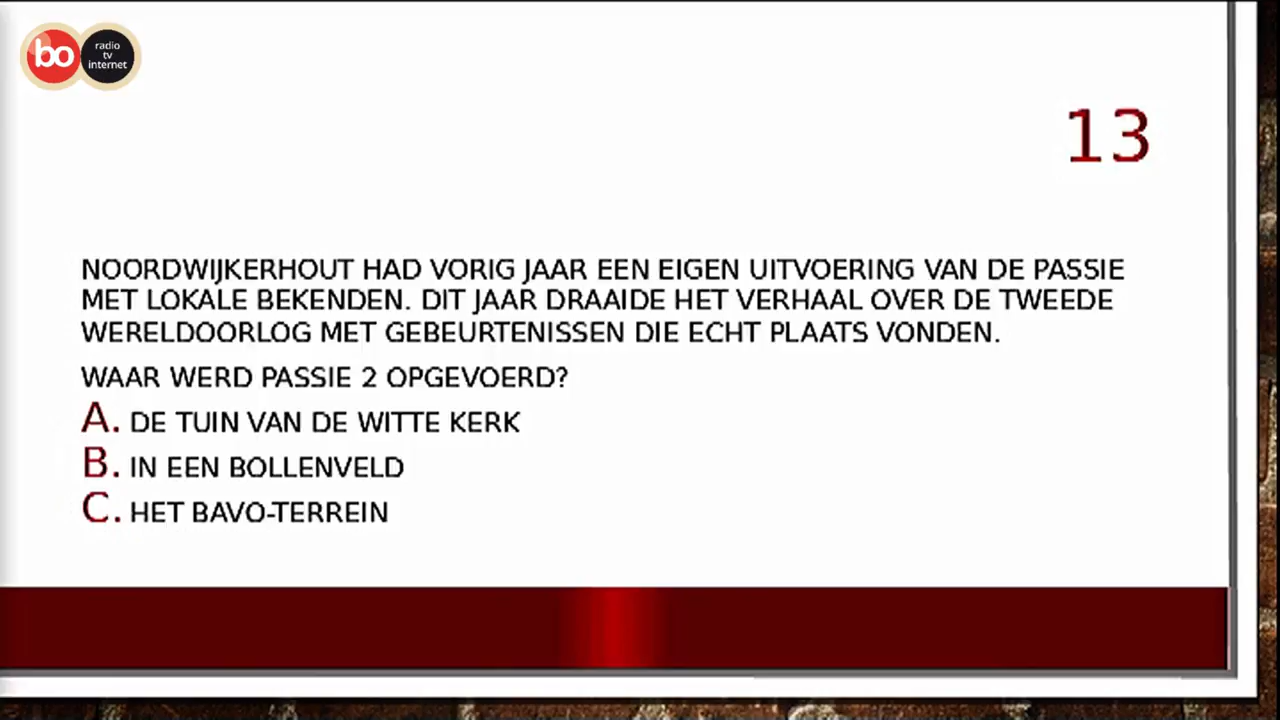 bo
radio
tv
internet
13
NOORDWIJKERHOUT HAD VORIG JAAR EEN EIGEN UITVOERING VAN DE PASSIE
MET LOKALE BEKENDEN. DIT JAAR DRAAIDE HET VERHAAL OVER DE TWEEDE
WERELDOORLOG MET GEBEURTENISSEN DIE ECHT PLAATS VONDEN.
WAAR WERD PASSIE 2 OPGEVOERD?
A. DE TUIN VAN DE WITTE KERK
B. IN EEN BOLLENVELD
C. HET BAVO-TERREIN